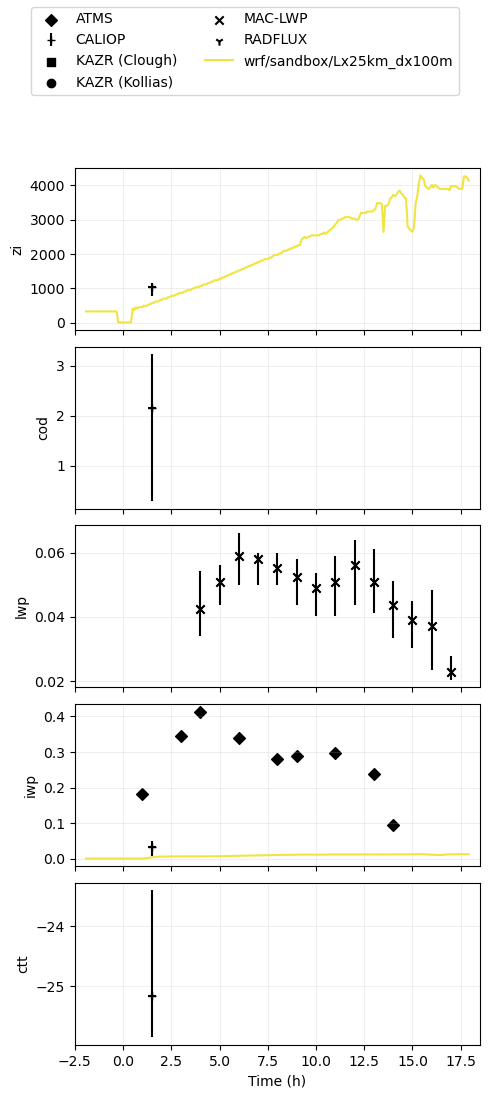 ATMS
CALIOP
KAZR (Clough)
KAZR (Kollias)
MAC-LWP
RADFLUX
wrf/sandbox/Lx25km_dx100m
4000
3000
2000
1000
0
zi
3
2
1
cod
0.06
0.04
0.02
lwp
0.4
0.3
0.2
0.1
0.0
iwp
−24
−25
ctt
−2.5 0.0 2.5 5.0 7.5 10.0 12.5 15.0 17.5
Time (h)